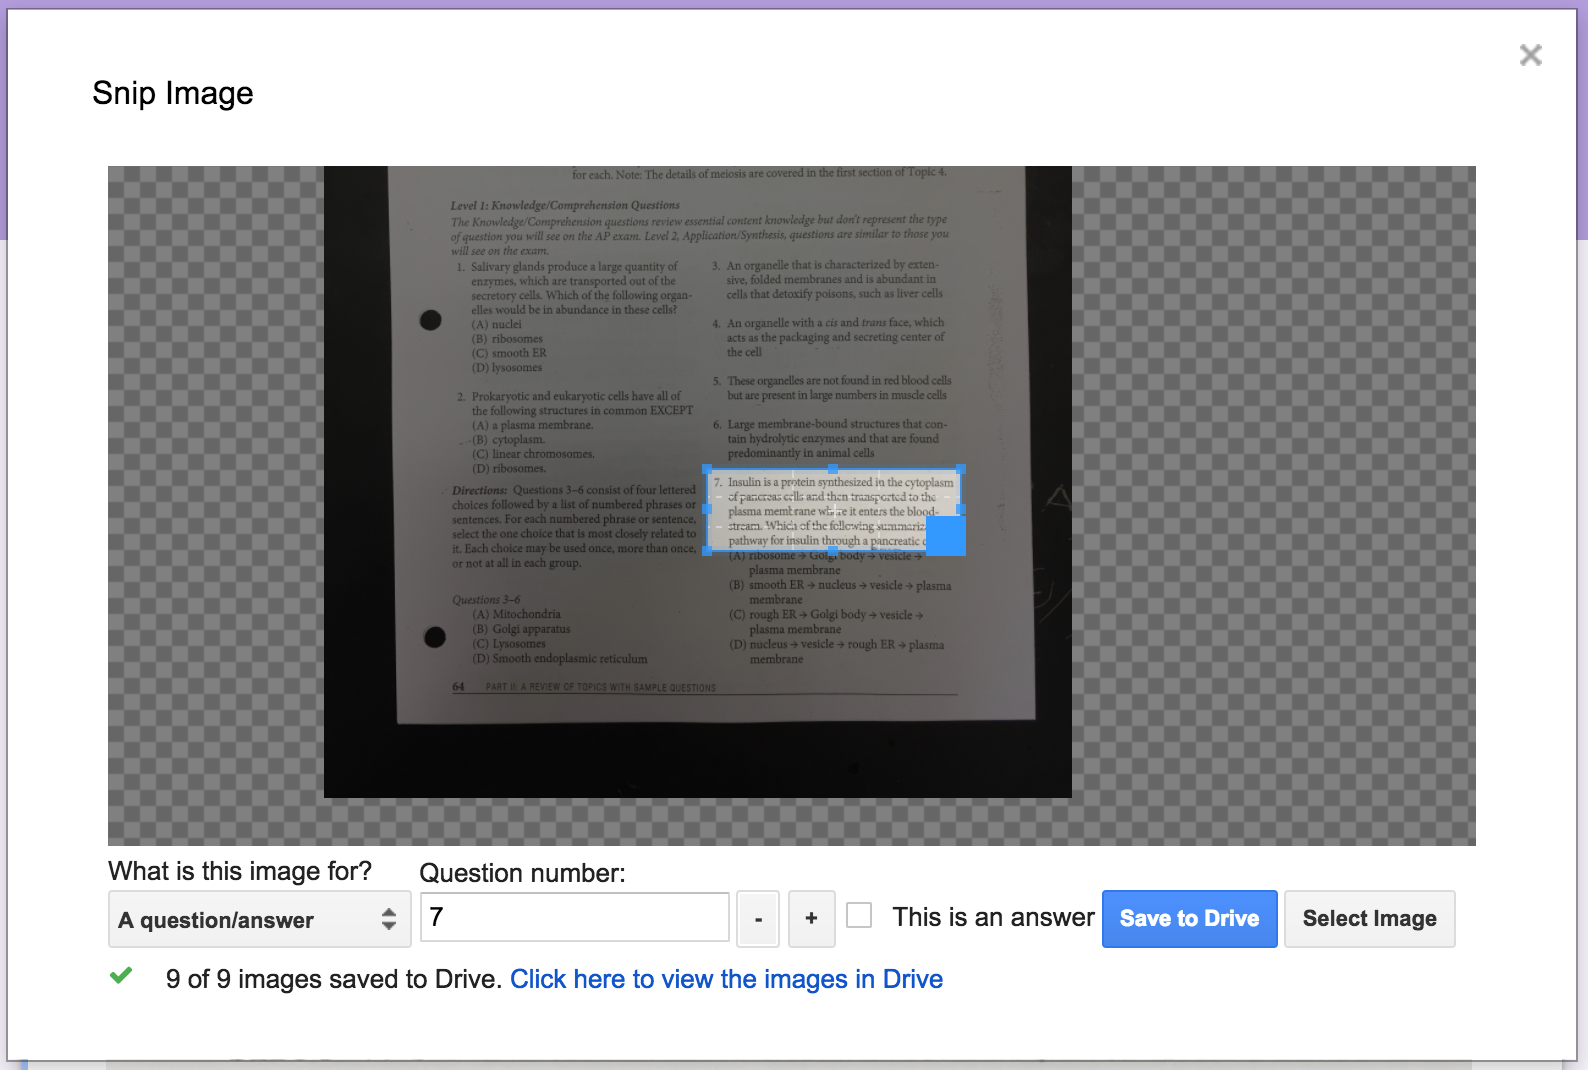 Snip Image
for each. Note: The details of meiosis are covered in the first section of Topic 4.
Level 1: Knowledge/Comprehension Questions
The Knowledge/Comprehension questions review essential content knowledge but don't represent the type
of question you will see on the AP exam. Level 2, Application/Synthesis, questions are similar to those you
will see on the exam.
1. Salivary glands produce a large quantity of
enzymes, which are transported out of the
secretory cells. Which of the following organ-
elles would be in abundance in these cells?
(A) nuclei
(B) ribosomes
(C) smooth ER
(D) lysosomes
2. Prokaryotic and eukaryotic cells have all of
the following structures in common EXCEPT
(A) a plasma membrane.
(B) cytoplasm.
(C) linear chromosomes.
(D) ribosomes.
Directions: Questions 3–6 consist of four lettered
choices followed by a list of numbered phrases or
sentences. For each numbered phrase or sentence,
select the one choice that is most closely related to
it. Each choice may be used once, more than once,
or not at all in each group.
Questions 3–6
(A) Mitochondria
(B) Golgi apparatus
(C) Lysosomes
(D) Smooth endoplasmic reticulum
3. An organelle that is characterized by exten-
sive, folded membranes and is abundant in
cells that detoxify poisons, such as liver cells
4. An organelle with a cis and trans face, which
acts as the packaging and secreting center of
the cell
5. These organelles are not found in red blood cells
but are present in large numbers in muscle cells
6. Large membrane-bound structures that con-
tain hydrolytic enzymes and that are found
predominantly in animal cells
7. Insulin is a protein synthesized in the cytoplasm
of pancreas cells and then transported to the
plasma membrane where it enters the blood-
stream. Which of the following
pathway for insulin through a pancreatic
(A) ribosome → Golgi body → vesicle →
plasma membrane
(B) smooth ER → nucleus → vesicle → plasma
membrane
(C) rough ER → Golgi body → vesicle →
plasma membrane
(D) nucleus → vesicle → rough ER → plasma
membrane
64 PART II: A REVIEW OF TOPICS WITH SAMPLE QUESTIONS
What is this image for?
Question number:
A question/answer
7
-
+
This is an answer
Save to Drive
Select Image
9 of 9 images saved to Drive. Click here to view the images in Drive